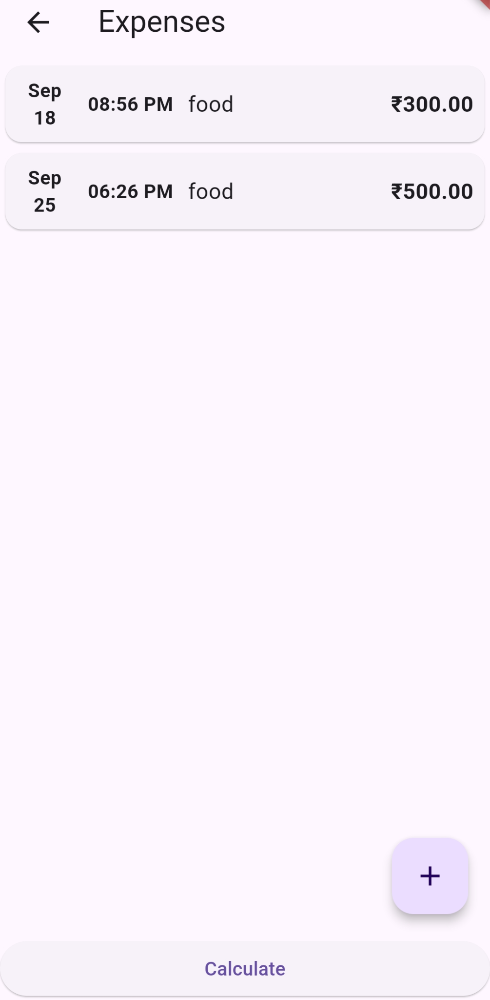 Expenses
Sep
18
08:56 PM
food
₹300.00
Sep
25
06:26 PM
food
₹500.00
Calculate